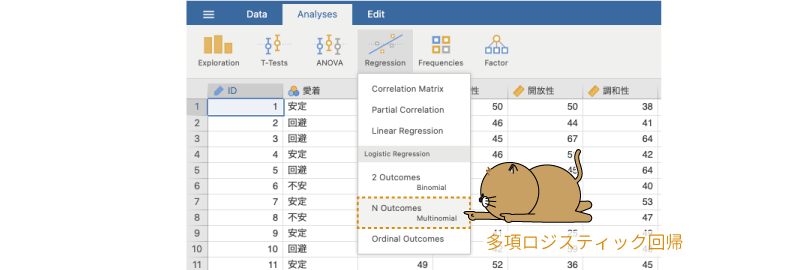 Data Analyses Edit
Exploration T-Tests ANOVA Regression Frequencies Factor
ID 愛着 性 開放性 調和性
1 1 安定 50 50 38
2 2 回避 46 44 41
3 3 回避 45 67 64
4 4 安定 46 42
5 5 回避 64
6 6 不安 40
7 7 安定 53
8 8 不安 47
9 9 安定
10 10 回避
11 11 安定 49 52 36 45
Correlation Matrix
Partial Correlation
Linear Regression
Logistic Regression
2 Outcomes
Binomial
N Outcomes
Multinomial
Ordinal Outcomes
多項ロジスティック回帰